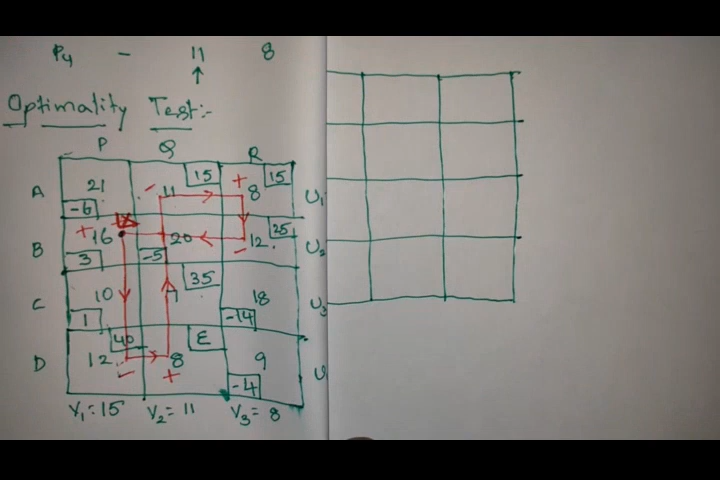 P4 - 11 8
Optimality Test:-
P Q R
A 21 11 15 8 15 U1
-6
B 16 20 12 25 U2
3 -5
C 10 35 18 U3
1 -14
D 40 12 8 E 9 U
-4
V1=15 V2=11 V3=8